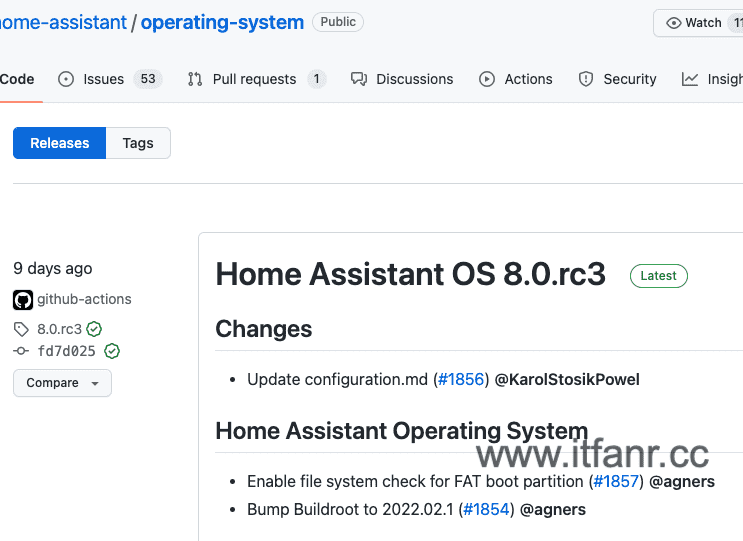 home-assistant / operating-system Public Watch 11
Code Issues 53 Pull requests 1 Discussions Actions Security Insigh
Releases Tags
9 days ago
github-actions
8.0.rc3
fd7d025
Compare
Home Assistant OS 8.0.rc3 Latest
Changes
• Update configuration.md (#1856) @KarolStosikPowel
Home Assistant Operating System
www.itfanr.cc
• Enable file system check for FAT boot partition (#1857) @agners
• Bump Buildroot to 2022.02.1 (#1854) @agners